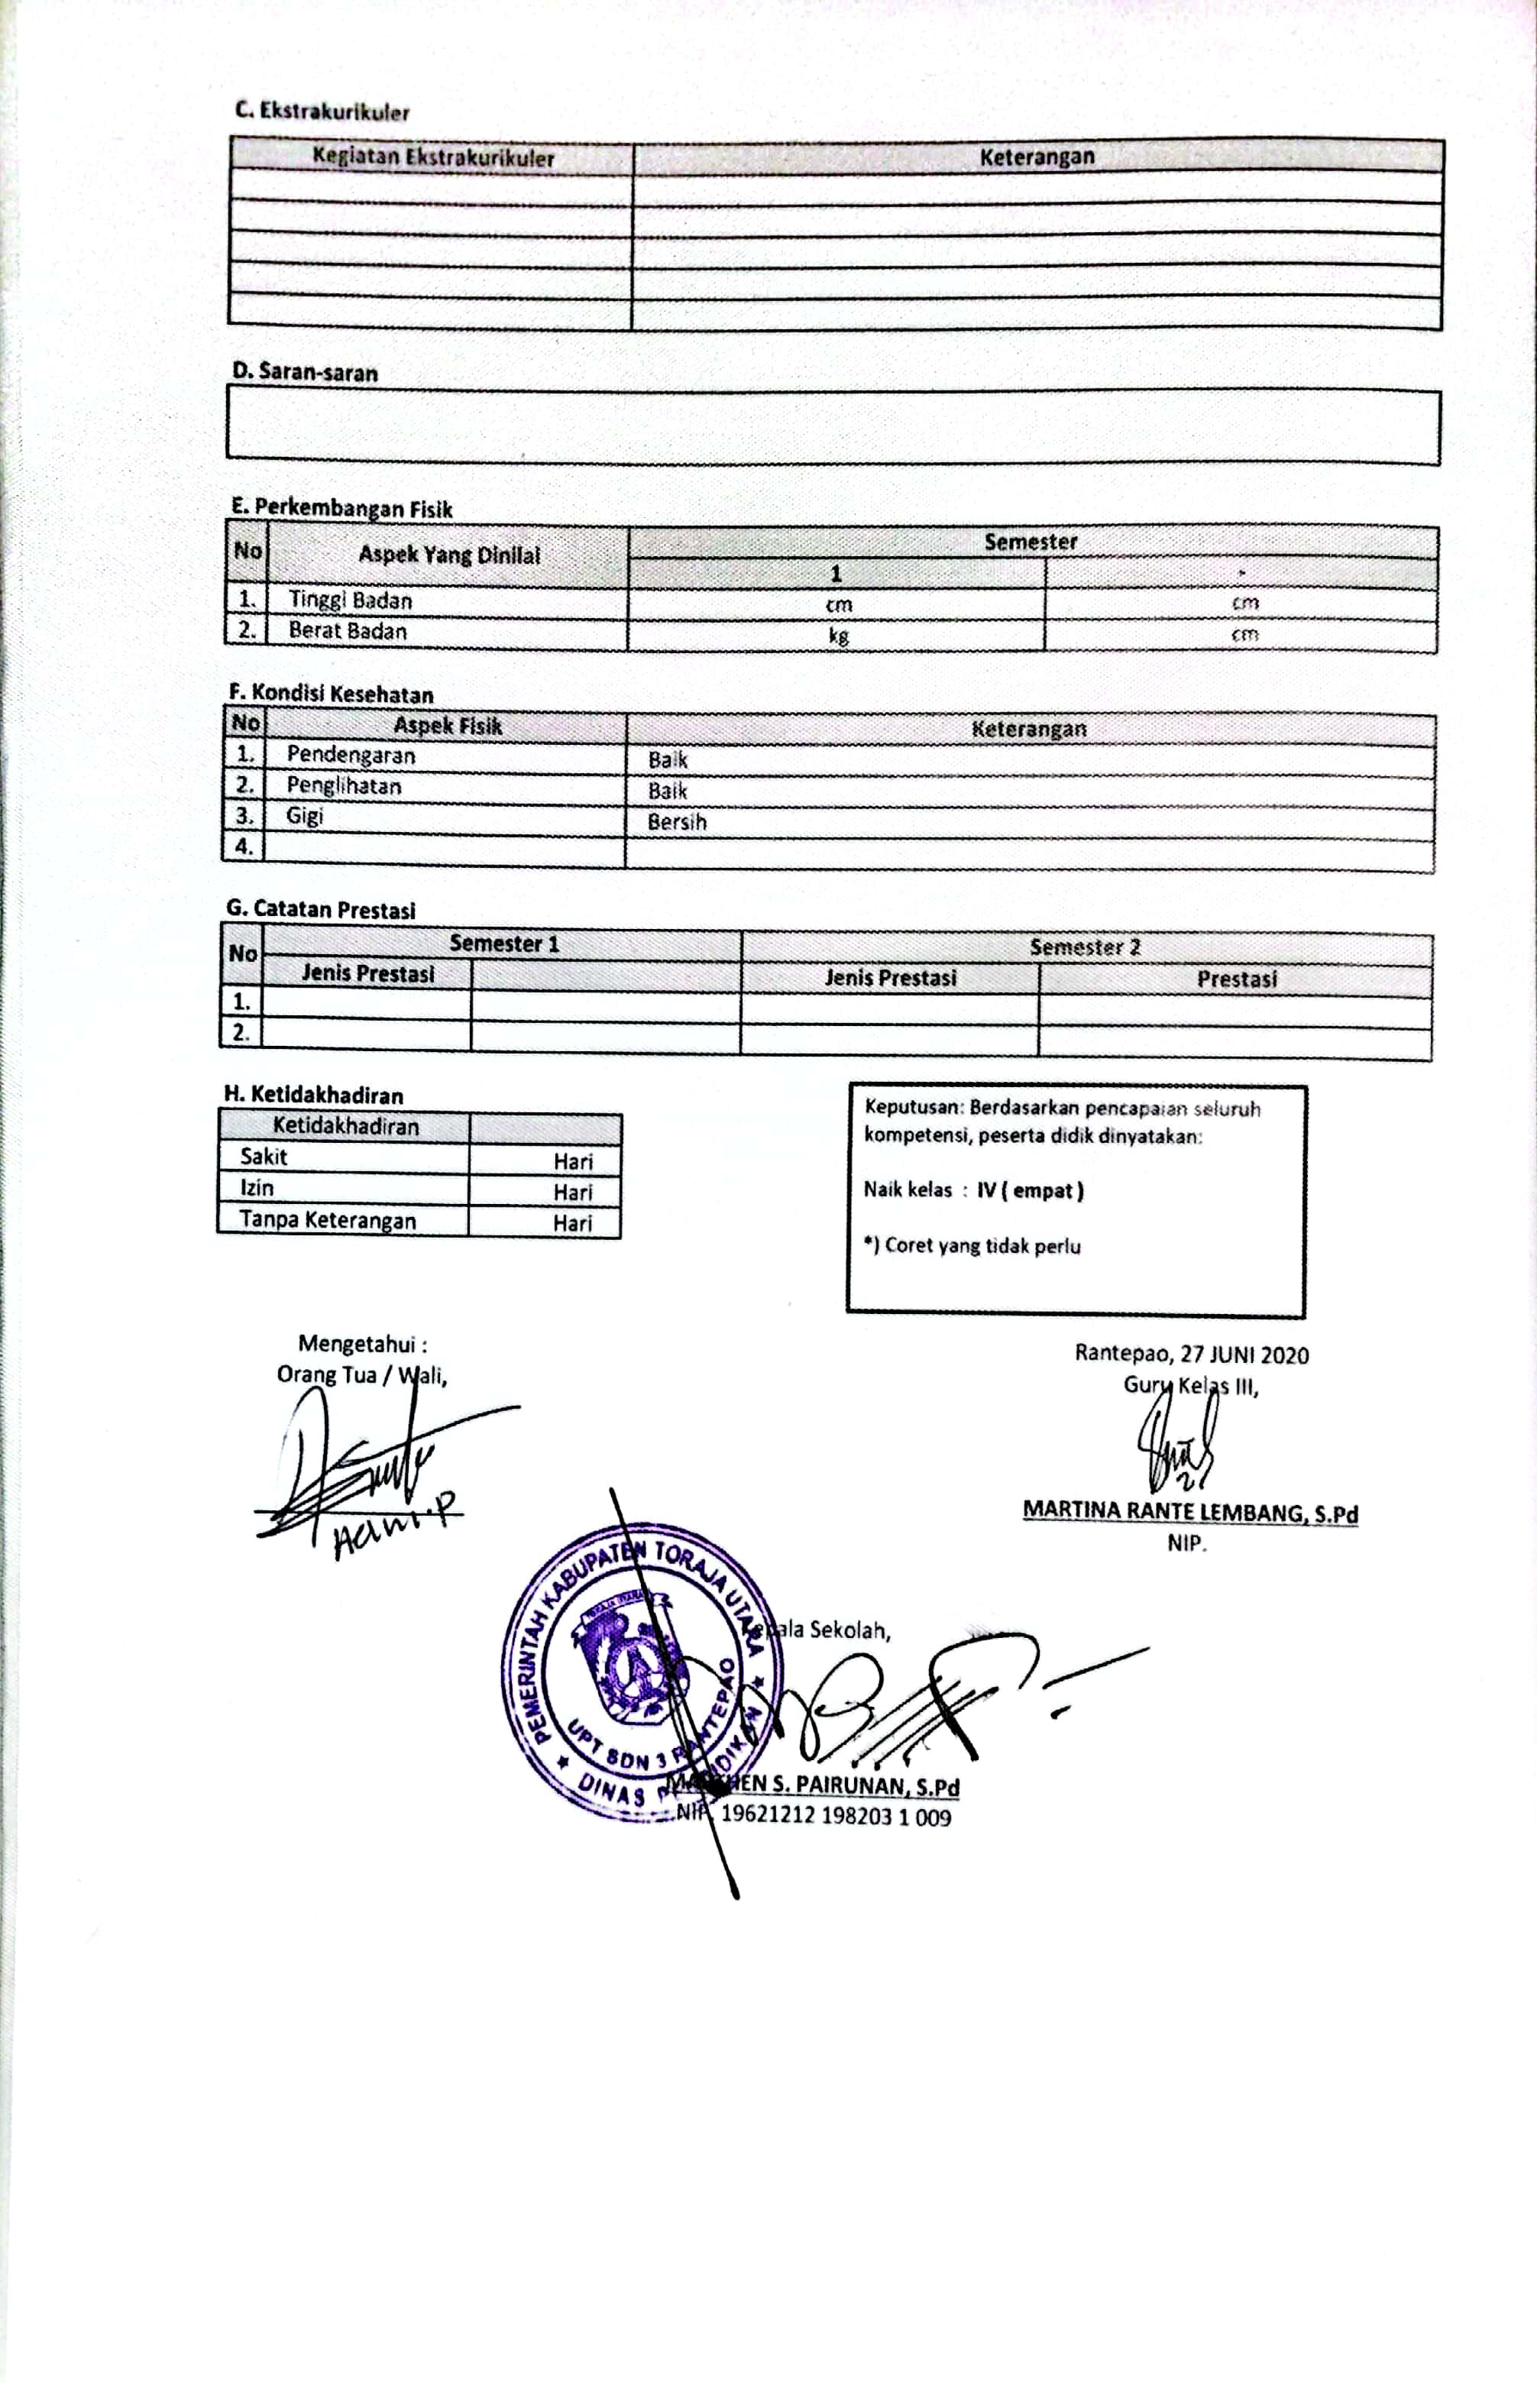 C. Ekstrakurikuler
Kegiatan Ekstrakurikuler Keterangan
D. Saran-saran
E. Perkembangan Fisik
No Aspek Yang Dinilai Semester
1 -
1. Tinggi Badan cm cm
2. Berat Badan kg cm
F. Kondisi Kesehatan
No Aspek Fisik Keterangan
1. Pendengaran Baik
2. Penglihatan Baik
3. Gigi Bersih
4.
G. Catatan Prestasi
No Semester 1 Semester 2
Jenis Prestasi Jenis Prestasi Prestasi
1.
2.
H. Ketidakhadiran
Ketidakhadiran
Sakit Hari
Izin Hari
Tanpa Keterangan Hari
Keputusan: Berdasarkan pencapaian seluruh
kompetensi, peserta didik dinyatakan:
Naik kelas : IV ( empat )
*) Coret yang tidak perlu
Mengetahui :
Orang Tua / Wali,
Rantepao, 27 JUNI 2020
Guru Kelas III,
MARTINA RANTE LEMBANG, S.Pd
NIP.
PEMERINTAH KABUPATEN TORAJA UTARA
UPT SDN 3 RANTEPAO
DINAS
Sekolah,
S. PAIRUNAN, S.Pd
NIP. 19621212 198203 1 009